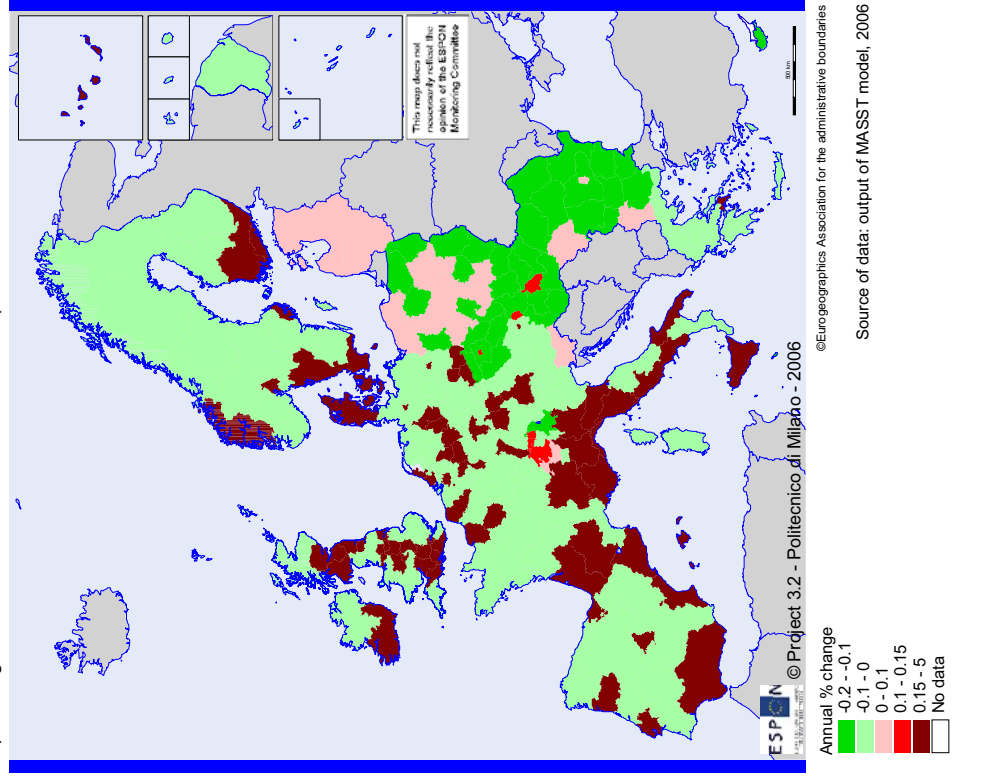 This map does not
necessarily reflect the
opinion of the ESPON
Monitoring Committee
500 km
ESPON
©Project 3.2 - Politecnico di Milano - 2006
©Eurogeographics Association for the administrative boundaries
Source of data: output of MASST model, 2006
Annual % change
-0.2 - -0.1
-0.1 - 0
0 - 0.1
0.1 - 0.15
0.15 - 5
No data